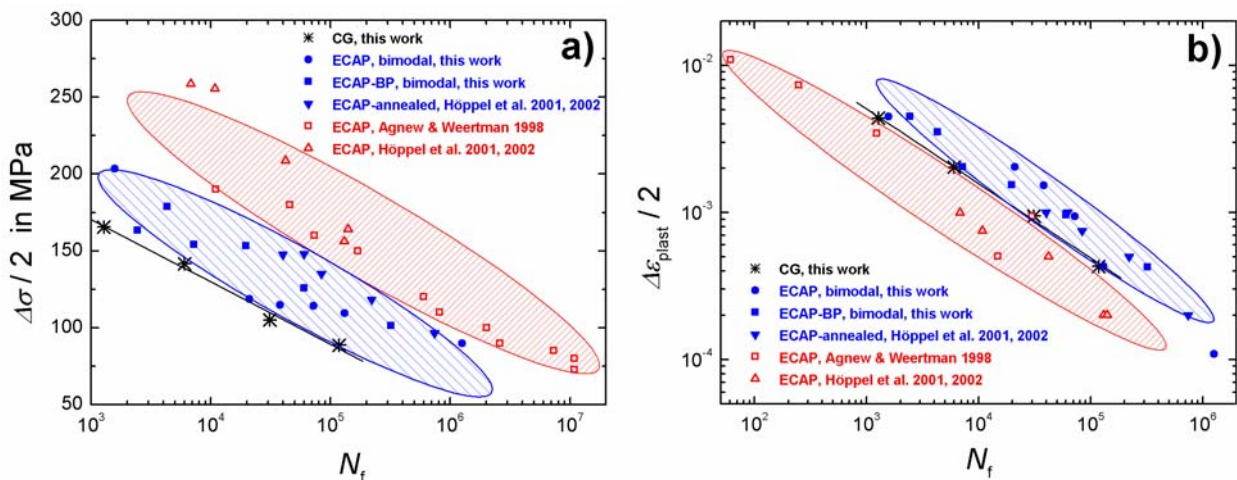 a)
300
250
200
150
100
50
Δσ / 2 in MPa
CG, this work
ECAP, bimodal, this work
ECAP-BP, bimodal, this work
ECAP-annealed, Höppel et al. 2001, 2002
ECAP, Agnew & Weertman 1998
ECAP, Höppel et al. 2001, 2002
10³ 10⁴ 10⁵ 10⁶ 10⁷
N_f
b)
10⁻²
10⁻³
10⁻⁴
Δε_plast / 2
CG, this work
ECAP, bimodal, this work
ECAP-BP, bimodal, this work
ECAP-annealed, Höppel et al. 2001, 2002
ECAP, Agnew & Weertman 1998
ECAP, Höppel et al. 2001, 2002
10² 10³ 10⁴ 10⁵ 10⁶
N_f